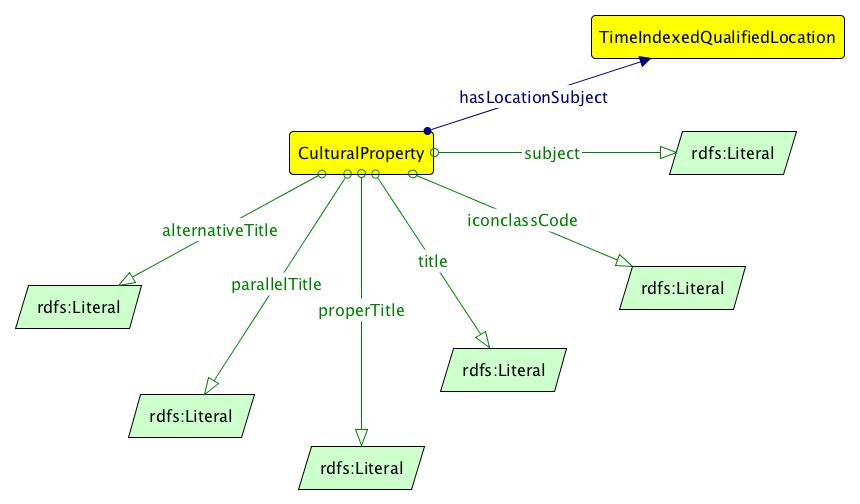 TimeIndexedQualifiedLocation
hasLocationSubject
CulturalProperty
subject
rdfs:Literal
iconclassCode
alternativeTitle
title
parallelTitle
rdfs:Literal
rdfs:Literal
properTitle
rdfs:Literal
rdfs:Literal
rdfs:Literal